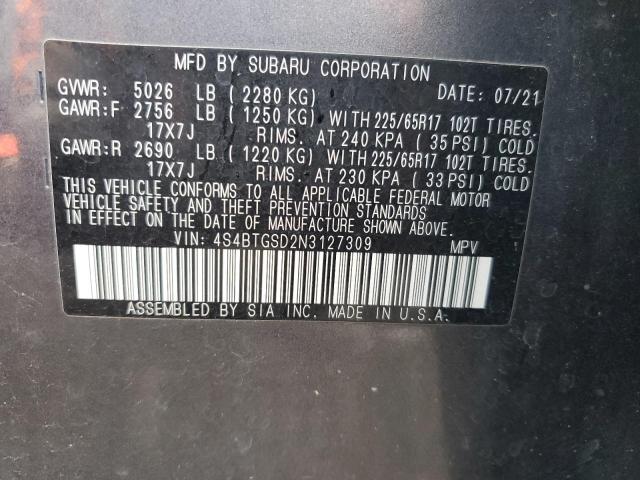 MFD BY SUBARU CORPORATION
GVWR: 5026 LB ( 2280 KG) DATE: 07/21
GAWR:F 2756 LB ( 1250 KG) WITH 225/65R17 102T TIRES.
17X7J RIMS. AT 240 KPA ( 35 PSI) COLD
GAWR:R 2690 LB ( 1220 KG) WITH 225/65R17 102T TIRES.
17X7J RIMS. AT 230 KPA ( 33 PSI) COLD
THIS VEHICLE CONFORMS TO ALL APPLICABLE FEDERAL MOTOR
VEHICLE SAFETY AND THEFT PREVENTION STANDARDS
IN EFFECT ON THE DATE OF MANUFACTURE SHOWN ABOVE.
VIN: 4S4BTGSD2N3127309 MPV
ASSEMBLED BY SIA INC. MADE IN U.S.A.